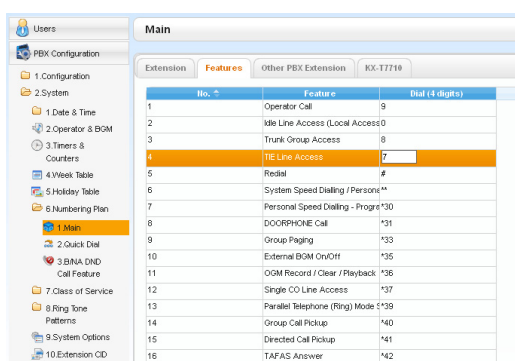 Users
PBX Configuration
1.Configuration
2.System
1.Date & Time
2.Operator & BGM
3.Timers &
Counters
4.Week Table
5.Holiday Table
6.Numbering Plan
1.Main
2.Quick Dial
3.B/NA DND
Call Feature
7.Class of Service
8.Ring Tone
Patterns
9.System Options
10.Extension CID
Main
Extension Features Other PBX Extension KX-T7710
No. Feature Dial (4 digits)
1 Operator Call 9
2 Idle Line Access (Local Access 0
3 Trunk Group Access 8
4 TIE Line Access 7
5 Redial #
6 System Speed Dialling / Persona **
7 Personal Speed Dialling - Progra *30
8 DOORPHONE Call *31
9 Group Paging *33
10 External BGM On/Off *35
11 OGM Record / Clear / Playback *36
12 Single CO Line Access *37
13 Parallel Telephone (Ring) Mode S *39
14 Group Call Pickup *40
15 Directed Call Pickup *41
16 TAFAS Answer *42